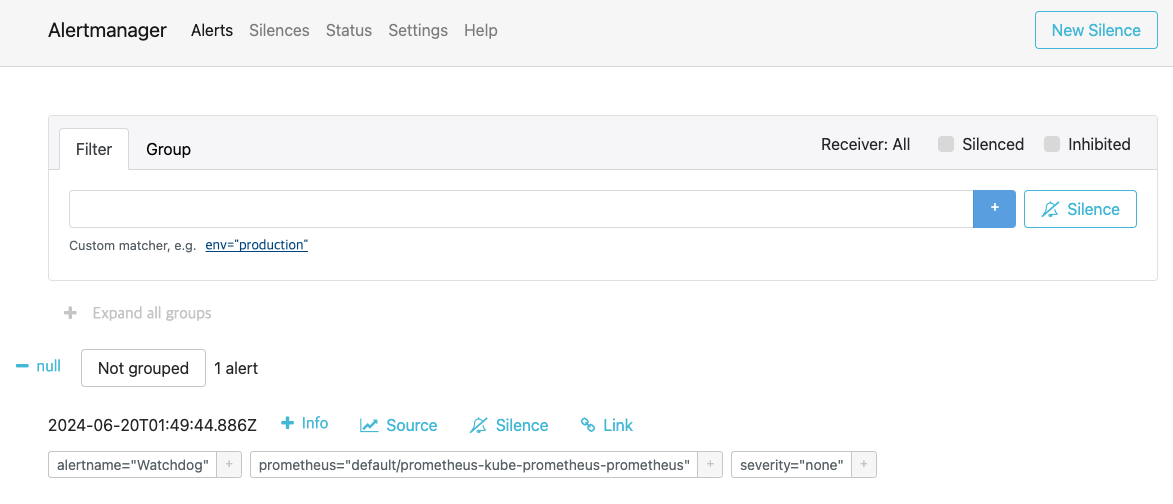 Alertmanager Alerts Silences Status Settings Help New Silence
Filter Group Receiver: All Silenced Inhibited
+ Silence
Custom matcher, e.g. env="production"
+ Expand all groups
− null Not grouped 1 alert
2024-06-20T01:49:44.886Z + Info Source Silence Link
alertname="Watchdog" + prometheus="default/prometheus-kube-prometheus-prometheus" + severity="none" +